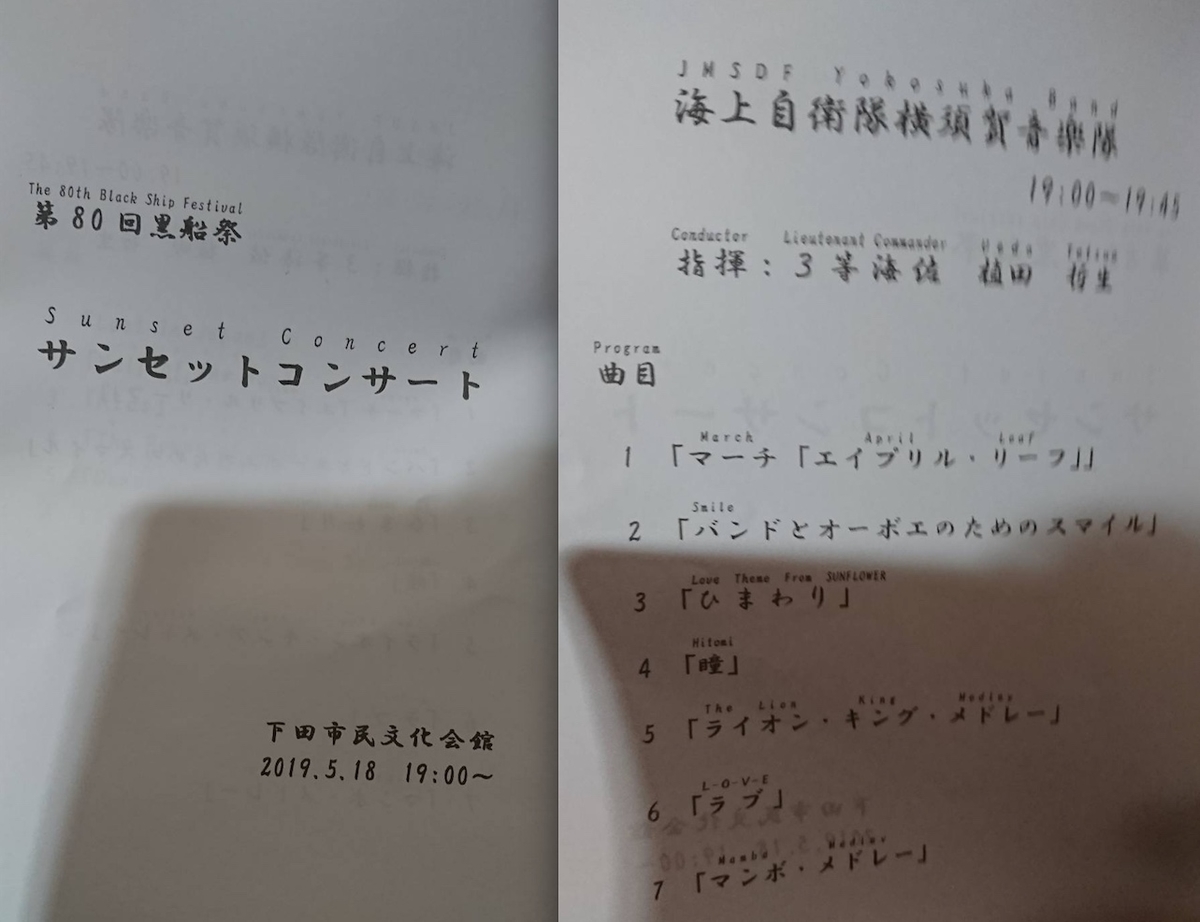 The 80th Black Ship Festival
第80回黒船祭
Sunset Concert
サンセットコンサート
下田市民文化会館
2019.5.18 19:00～
JMSDF Yokosuka Band
海上自衛隊横須賀音楽隊
19:00～19:45
Conductor Lieutenant Commander Ueda
指揮：3等海佐 植田 哲生
Program
曲目
March April Leaf
1 「マーチ「エイプリル・リーフ」」
Smile
2 「バンドとオーボエのためのスマイル」
Love Theme From SUNFLOWER
3 「ひまわり」
Hitomi
4 「瞳」
The Lion King Medley
5 「ライオン・キング・メドレー」
L-O-V-E
6 「ラブ」
Mambo Medley
7 「マンボ・メドレー」